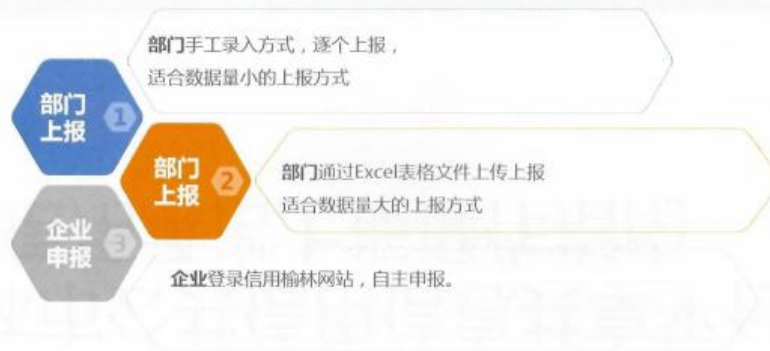 部门手工录入方式，逐个上报，
适合数据量小的上报方式
部门
上报
1
部门
上报
2
部门通过Excel表格文件上传上报
适合数据量大的上报方式
企业
申报
3
企业登录信用榆林网站，自主申报。